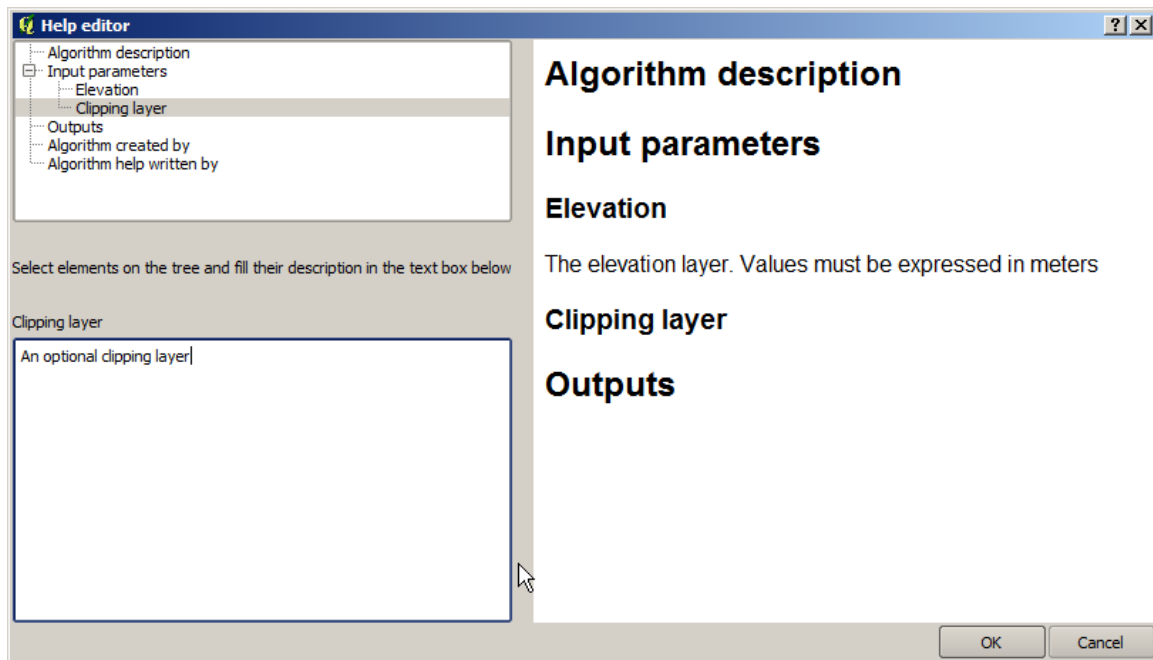 Help editor
Algorithm description
Input parameters
Elevation
Clipping layer
Outputs
Algorithm created by
Algorithm help written by
Select elements on the tree and fill their description in the text box below
Clipping layer
An optional clipping layer
Algorithm description
Input parameters
Elevation
The elevation layer. Values must be expressed in meters
Clipping layer
Outputs
OK
Cancel